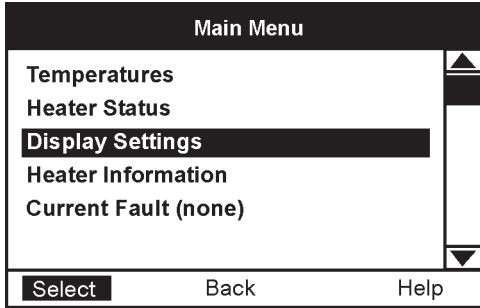 Main Menu
Temperatures
Heater Status
Display Settings
Heater Information
Current Fault (none)
Select Back Help